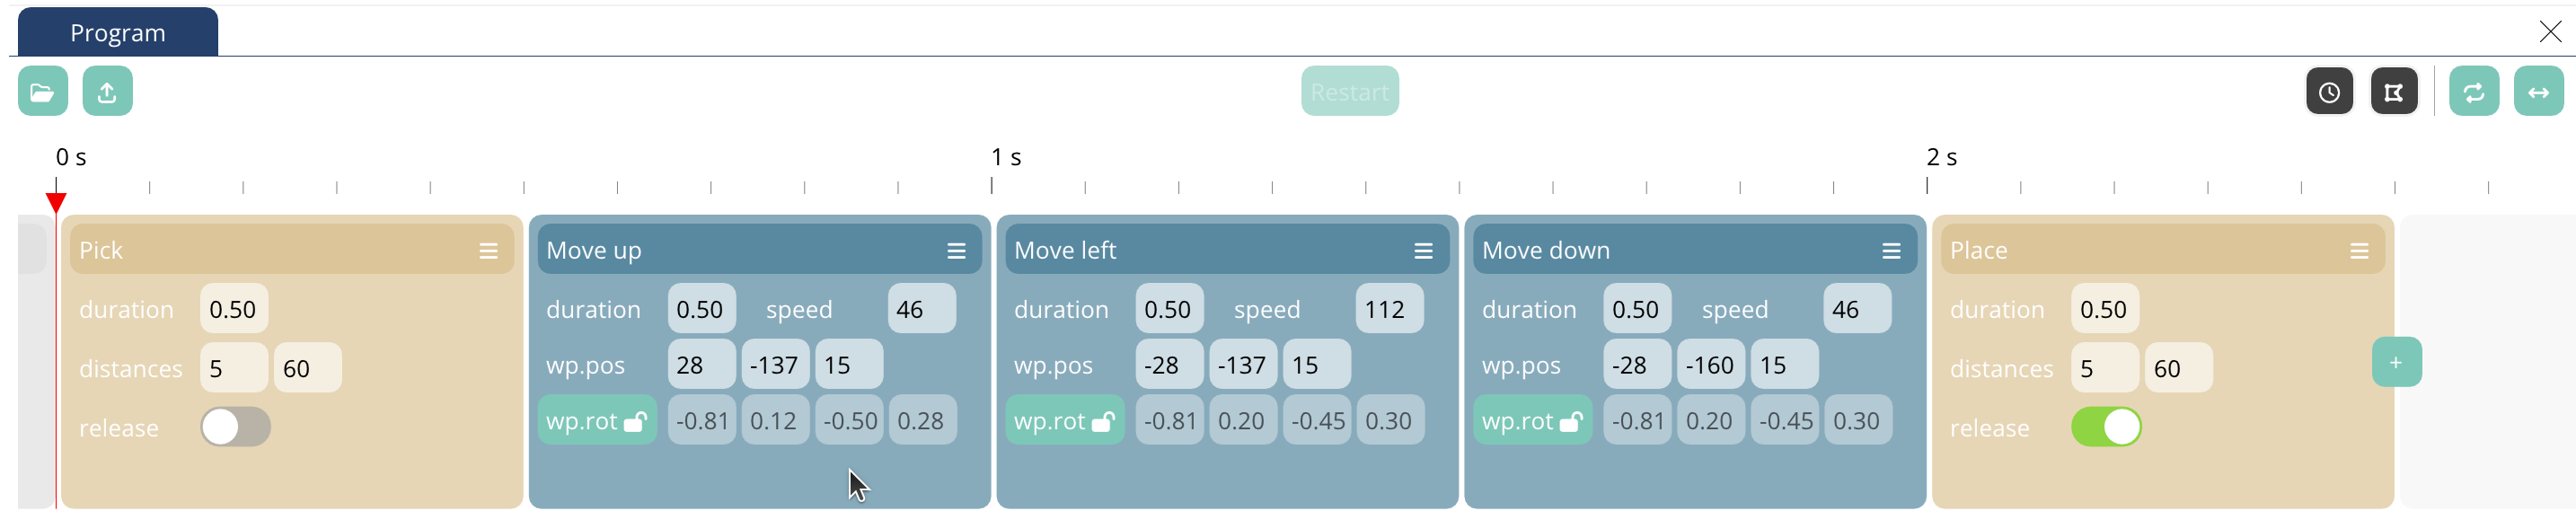 Program
Restart
0 s 1 s 2 s
Pick
duration 0.50
distances 5 60
release
Move up
duration 0.50 speed 46
wp.pos 28 -137 15
wp.rot -0.81 0.12 -0.50 0.28
Move left
duration 0.50 speed 112
wp.pos -28 -137 15
wp.rot -0.81 0.20 -0.45 0.30
Move down
duration 0.50 speed 46
wp.pos -28 -160 15
wp.rot -0.81 0.20 -0.45 0.30
Place
duration 0.50
distances 5 60
release
+